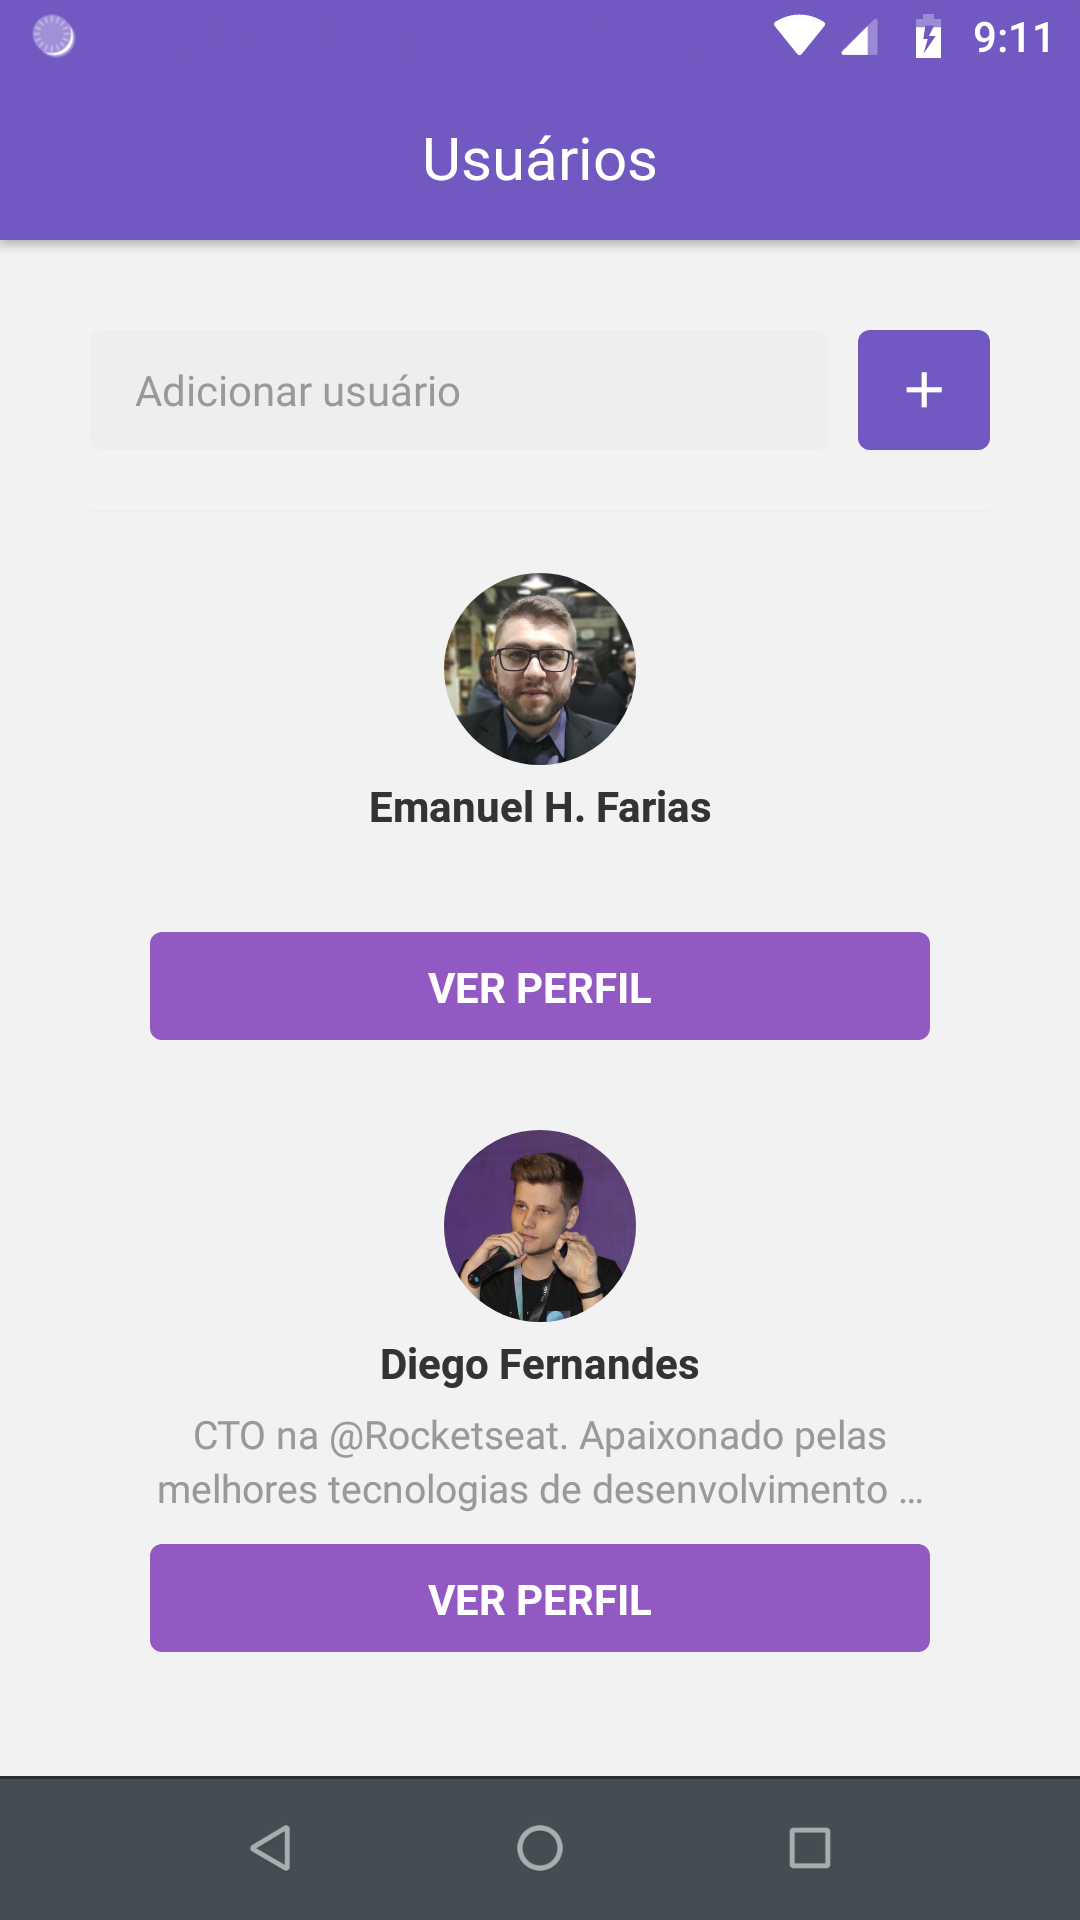 9:11
Usuários
Adicionar usuário
+
Emanuel H. Farias
VER PERFIL
Diego Fernandes
CTO na @Rocketseat. Apaixonado pelas
melhores tecnologias de desenvolvimento ...
VER PERFIL